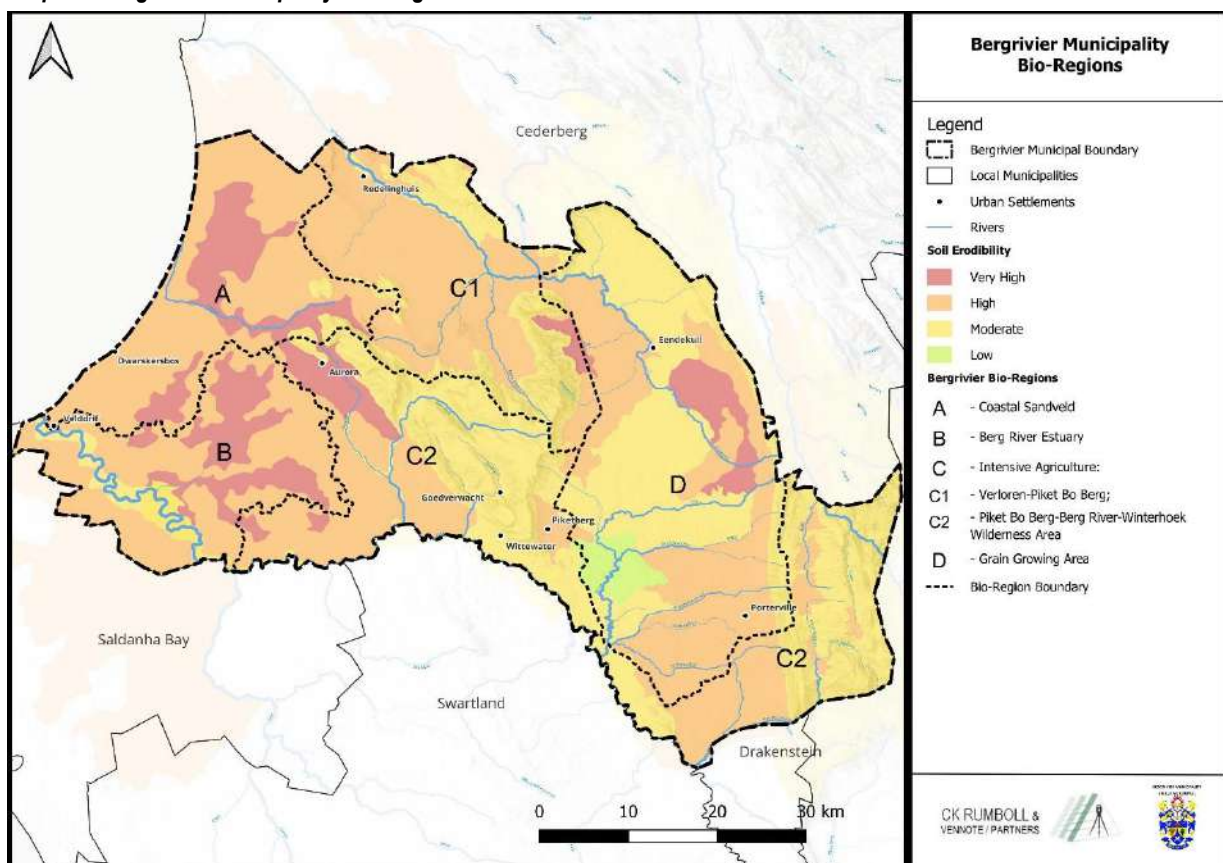 Cederberg
Redelinghuis
A
C1
Dwarskersbos
Eendekuil
Aurora
Velddrif
B
C2
D
Goedverwacht
Piketberg
Wittewater
Porterville
Saldanha Bay
C2
Swartland
Drakenstein
0 10 20 30 km
Bergrivier Municipality
Bio-Regions
Legend
Bergrivier Municipal Boundary
Local Municipalities
Urban Settlements
Rivers
Soil Erodibility
Very High
High
Moderate
Low
Bergrivier Bio-Regions
A - Coastal Sandveld
B - Berg River Estuary
C - Intensive Agriculture:
C1 - Verloren-Piket Bo Berg;
C2 - Piket Bo Berg-Berg River-Winterhoek
Wilderness Area
D - Grain Growing Area
Bio-Region Boundary
CK RUMBOLL &
VENNOTE / PARTNERS